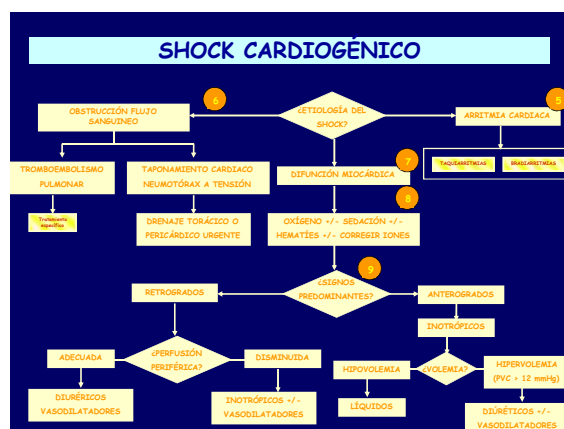 SHOCK CARDIOGÉNICO
6
5
OBSTRUCCIÓN FLUJO
SANGUINEO
¿ETIOLOGÍA DEL
SHOCK?
ARRITMIA CARDIACA
7
TAQUIARRITMIAS
BRADIARRITMIAS
TROMBOEMBOLISMO
PULMONAR
TAPONAMIENTO CARDIACO
NEUMOTÓRAX A TENSIÓN
DIFUNCIÓN MIOCÁRDICA
8
Tratamiento
específico
DRENAJE TORÁCICO O
PERICÁRDICO URGENTE
OXÍGENO +/- SEDACIÓN +/-
HEMATÍES +/- CORREGIR IONES
9
¿SIGNOS
PREDOMINANTES?
RETROGRADOS
ANTEROGRADOS
INOTRÓPICOS
ADECUADA
¿PERFUSIÓN
PERIFÉRICA?
DISMINUIDA
HIPOVOLEMIA
¿VOLEMIA?
HIPERVOLEMIA
(PVC > 12 mmHg)
DIURÉRICOS
VASODILATADORES
INOTRÓPICOS +/-
VASODILATADORES
LÍQUIDOS
DIÚRÉTICOS +/-
VASODILATADORES